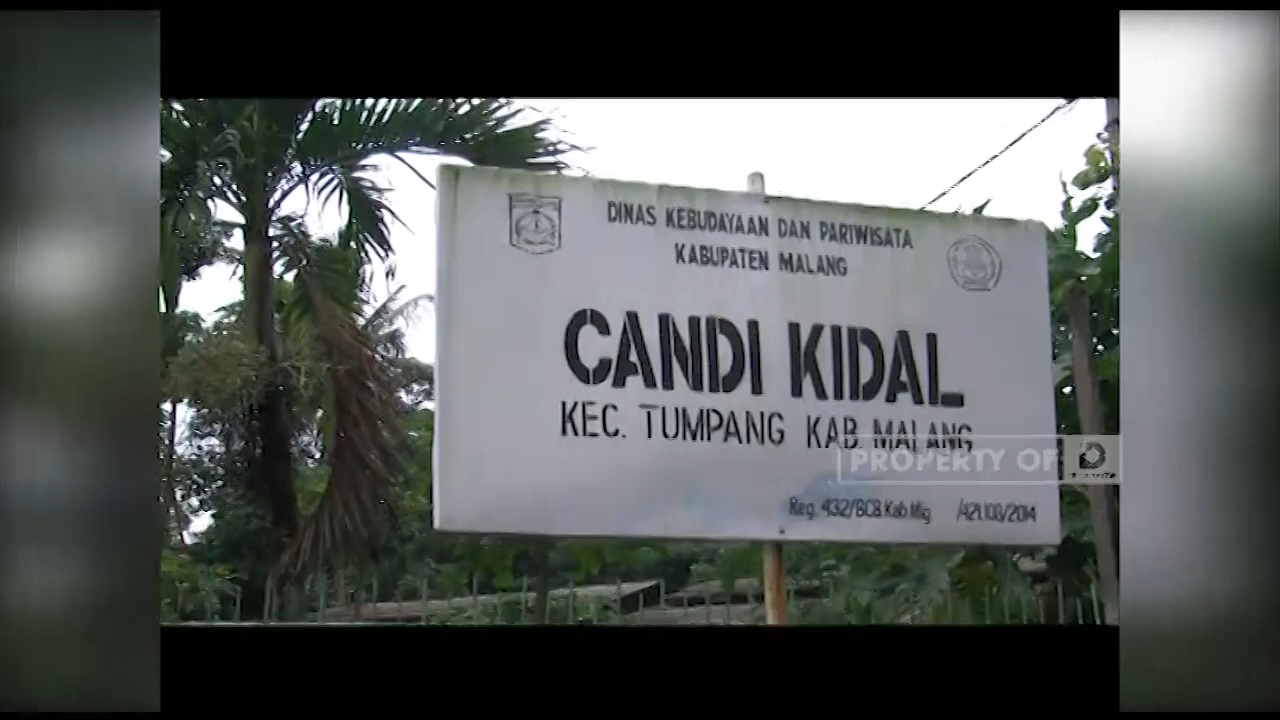 DINAS KEBUDAYAAN DAN PARIWISATA
KABUPATEN MALANG
CANDI KIDAL
KEC. TUMPANG KAB. MALANG
PROPERTY OF
Reg. 432/BCB.Kab.Mlg /421.108/2014